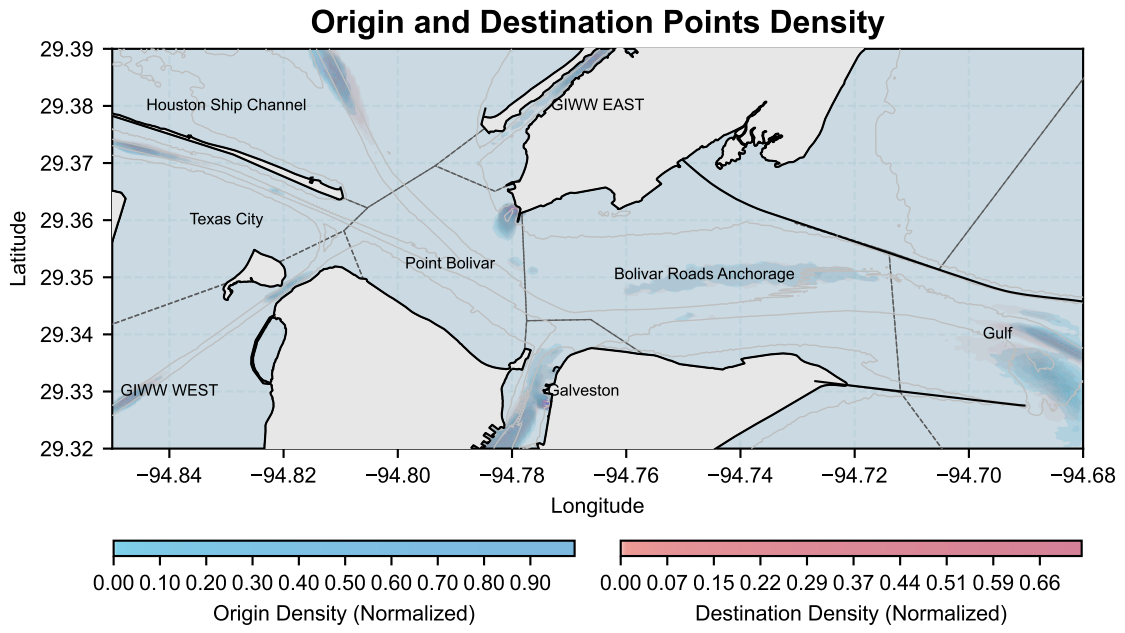 Origin and Destination Points Density
29.39
29.38
29.37
29.36
29.35
29.34
29.33
29.32
Latitude
Houston Ship Channel
GIWW EAST
Texas City
Point Bolivar
Bolivar Roads Anchorage
Gulf
GIWW WEST
Galveston
−94.84 −94.82 −94.80 −94.78 −94.76 −94.74 −94.72 −94.70 −94.68
Longitude
0.00 0.10 0.20 0.30 0.40 0.50 0.60 0.70 0.80 0.90
Origin Density (Normalized)
0.00 0.07 0.15 0.22 0.29 0.37 0.44 0.51 0.59 0.66
Destination Density (Normalized)